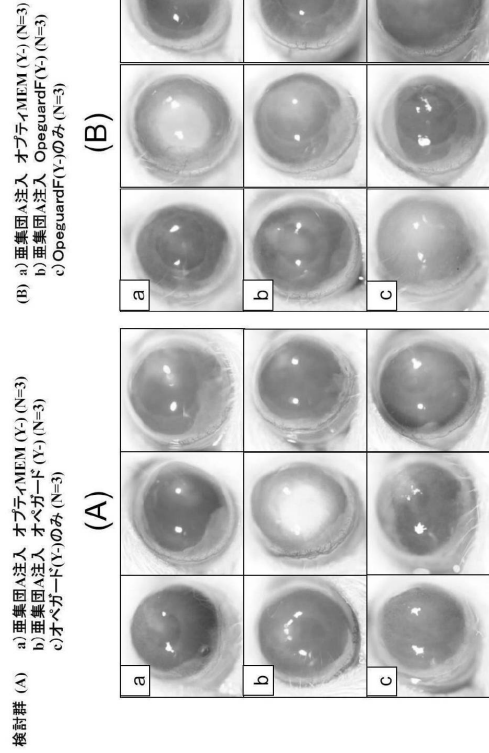 検討群 (A) a)亜集団A注入 オプティMEM (Y-) (N=3)
b)亜集団A注入 オペガード (Y-) (N=3)
c)オペガード(Y-)のみ (N=3)
(B) a)亜集団A注入 オプティMEM (Y-) (N=3)
b)亜集団A注入 OpeguardF(Y-) (N=3)
c)OpeguardF(Y-)のみ (N=3)
(A)
a
b
c
(B)
a
b
c